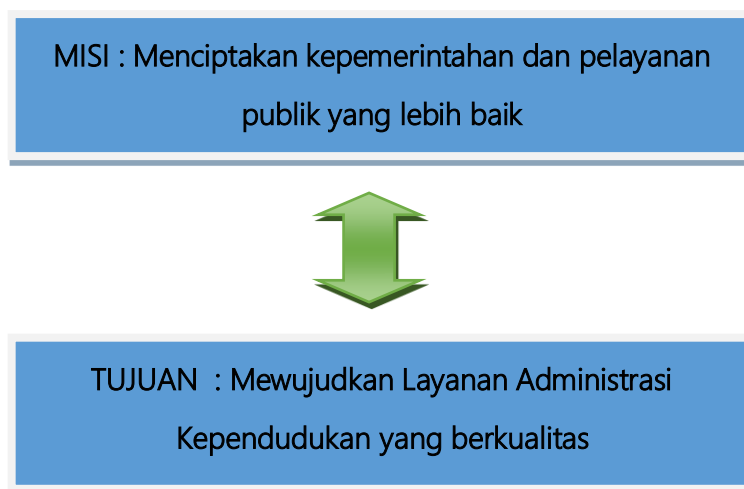 MISI : Menciptakan kepemerintahan dan pelayanan
publik yang lebih baik
TUJUAN  : Mewujudkan Layanan Administrasi
Kependudukan yang berkualitas